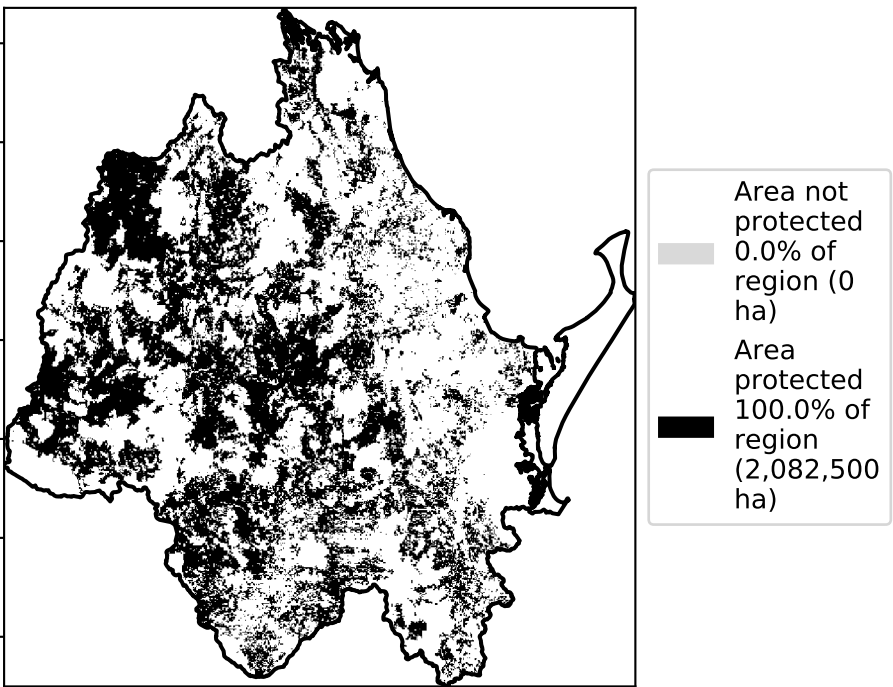 Area not
protected
0.0% of
region (0
ha)
Area
protected
100.0% of
region
(2,082,500
ha)